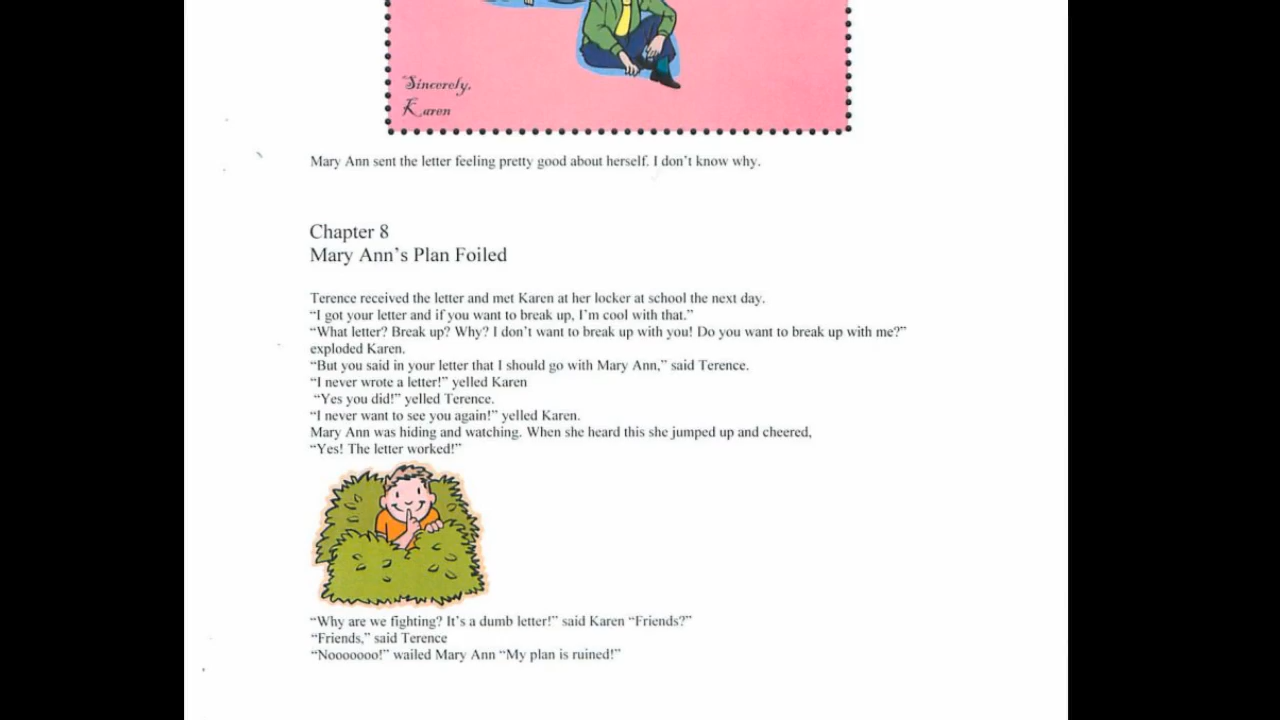 Sincerely,
Karen
Mary Ann sent the letter feeling pretty good about herself. I don't know why.
Chapter 8
Mary Ann's Plan Foiled
Terence received the letter and met Karen at her locker at school the next day.
“I got your letter and if you want to break up, I'm cool with that.”
“What letter? Break up? Why? I don't want to break up with you! Do you want to break up with me?”
exploded Karen.
“But you said in your letter that I should go with Mary Ann,” said Terence.
“I never wrote a letter!” yelled Karen
“Yes you did!” yelled Terence.
“I never want to see you again!” yelled Karen.
Mary Ann was hiding and watching. When she heard this she jumped up and cheered,
“Yes! The letter worked!”
“Why are we fighting? It's a dumb letter!” said Karen “Friends?”
“Friends,” said Terence
“Nooooooo!” wailed Mary Ann “My plan is ruined!”